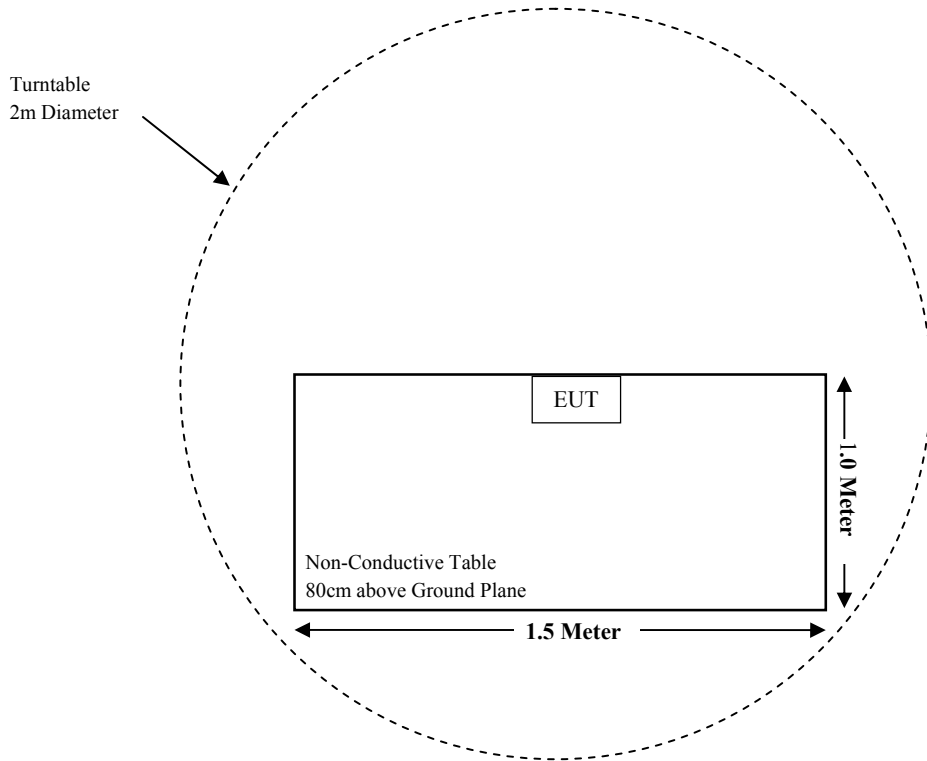 Turntable
2m Diameter
EUT
1.0 Meter
Non-Conductive Table
80cm above Ground Plane
1.5 Meter